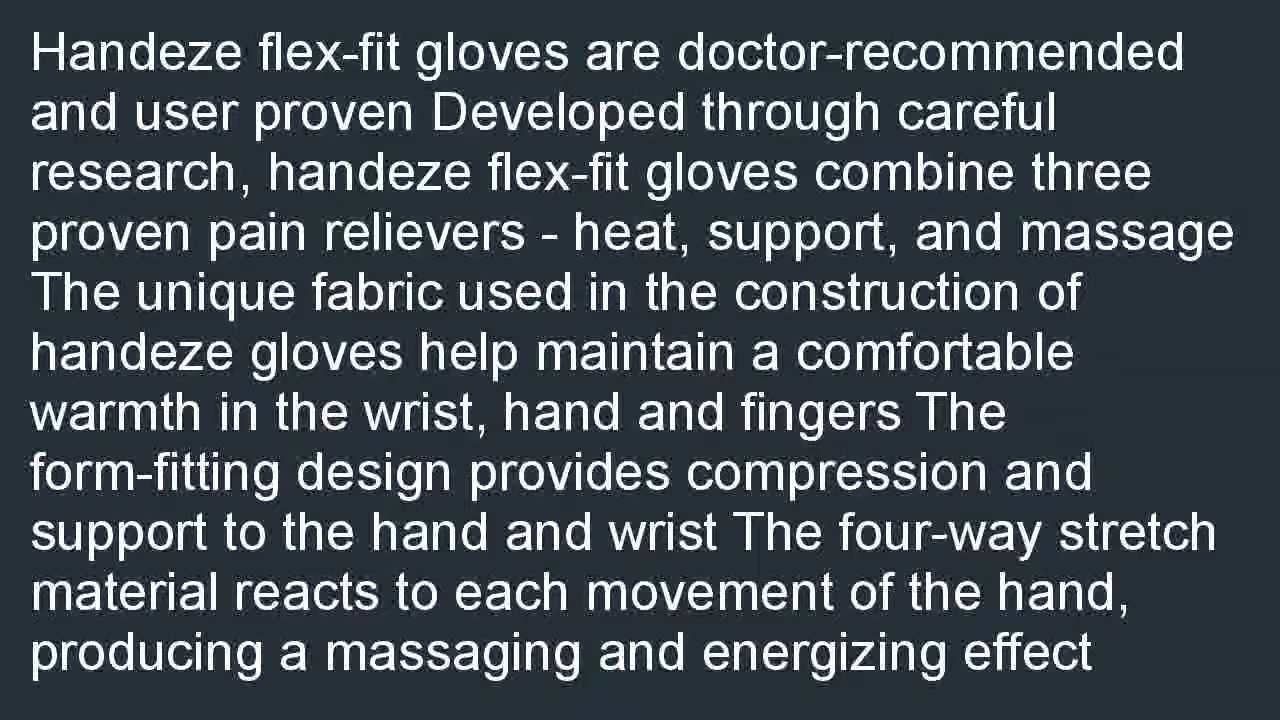 Handeze flex-fit gloves are doctor-recommended
and user proven Developed through careful
research, handeze flex-fit gloves combine three
proven pain relievers - heat, support, and massage
The unique fabric used in the construction of
handeze gloves help maintain a comfortable
warmth in the wrist, hand and fingers The
form-fitting design provides compression and
support to the hand and wrist The four-way stretch
material reacts to each movement of the hand,
producing a massaging and energizing effect